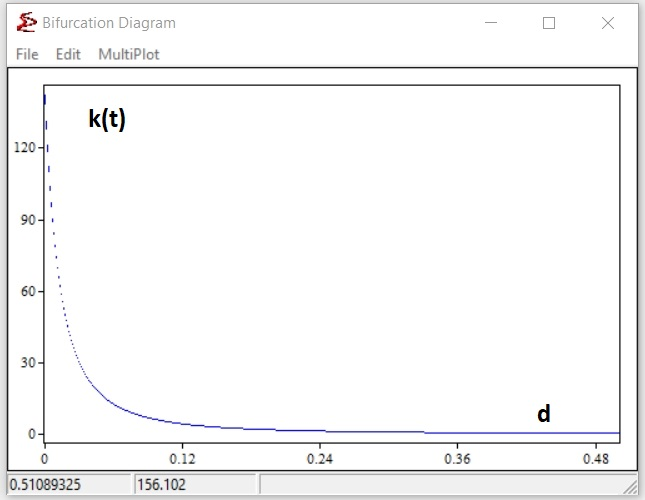 Bifurcation Diagram
File Edit MultiPlot
k(t)
120
90
60
30
0
d
0 0.12 0.24 0.36 0.48
0.51089325 156.102